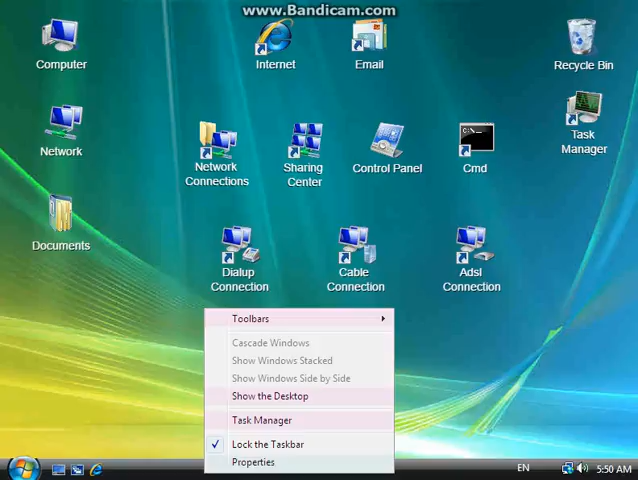 www.Bandicam.com
Computer
Internet
Email
Recycle Bin
Network
Network
Connections
Sharing
Center
Control Panel
C:\_
Cmd
Task
Manager
Documents
Dialup
Connection
Cable
Connection
Adsl
Connection
Toolbars
Cascade Windows
Show Windows Stacked
Show Windows Side by Side
Show the Desktop
Task Manager
Lock the Taskbar
Properties
EN
5:50 AM